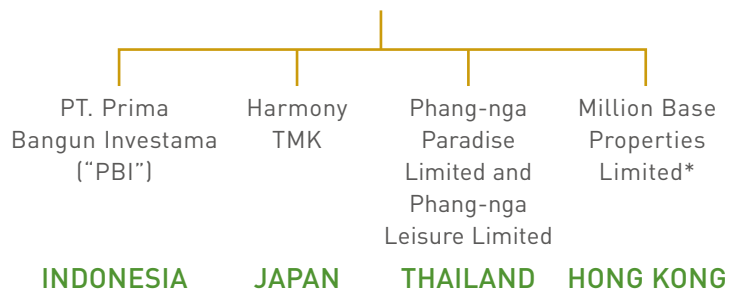 PT. Prima
Bangun Investama
(“PBI”)
Harmony
TMK
Phang-nga
Paradise
Limited and
Phang-nga
Leisure Limited
Million Base
Properties
Limited*
INDONESIA
JAPAN
THAILAND
HONG KONG